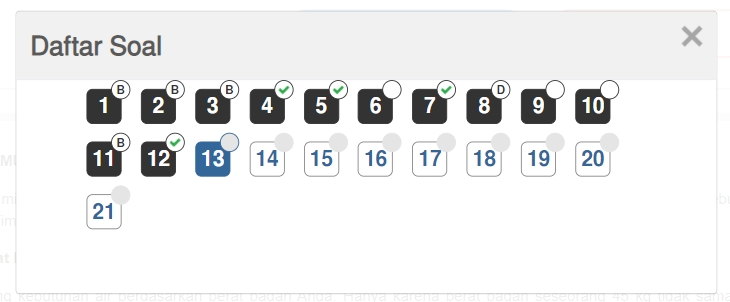 Daftar Soal
1 B 2 B 3 B 4 5 6 7 8 D 9 10
11 B 12 13 14 15 16 17 18 19 20
21
ng kebutuhan air berdasarkan berat badan Anda. Hanya karena berat badan seseorang 45 kg tidak sama